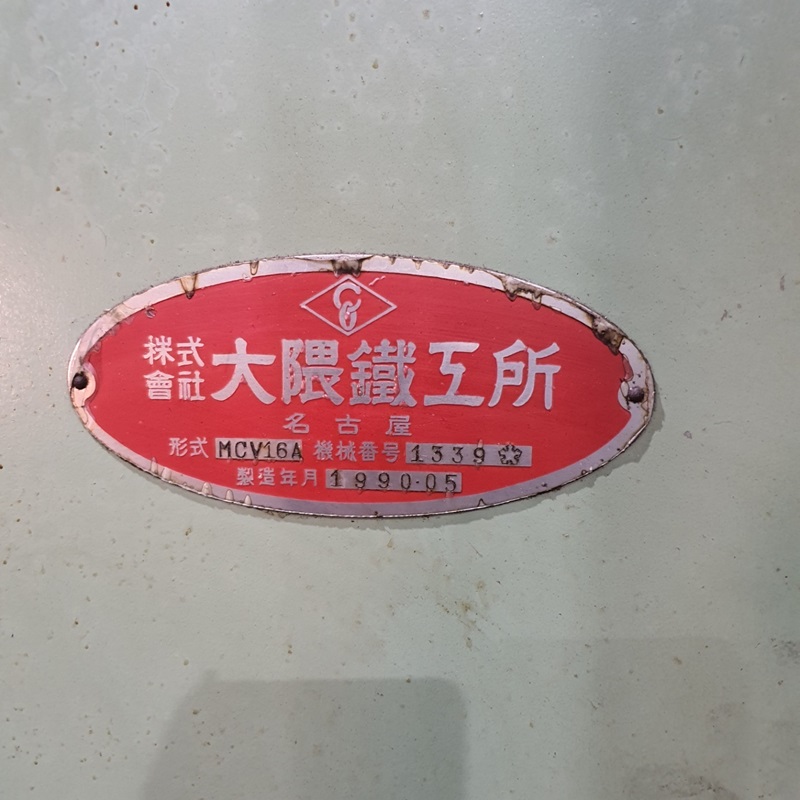 株式會社 大隈鐵工所
名古屋
形式 MCV16A 機械番号 1339
製造年月 1990.05